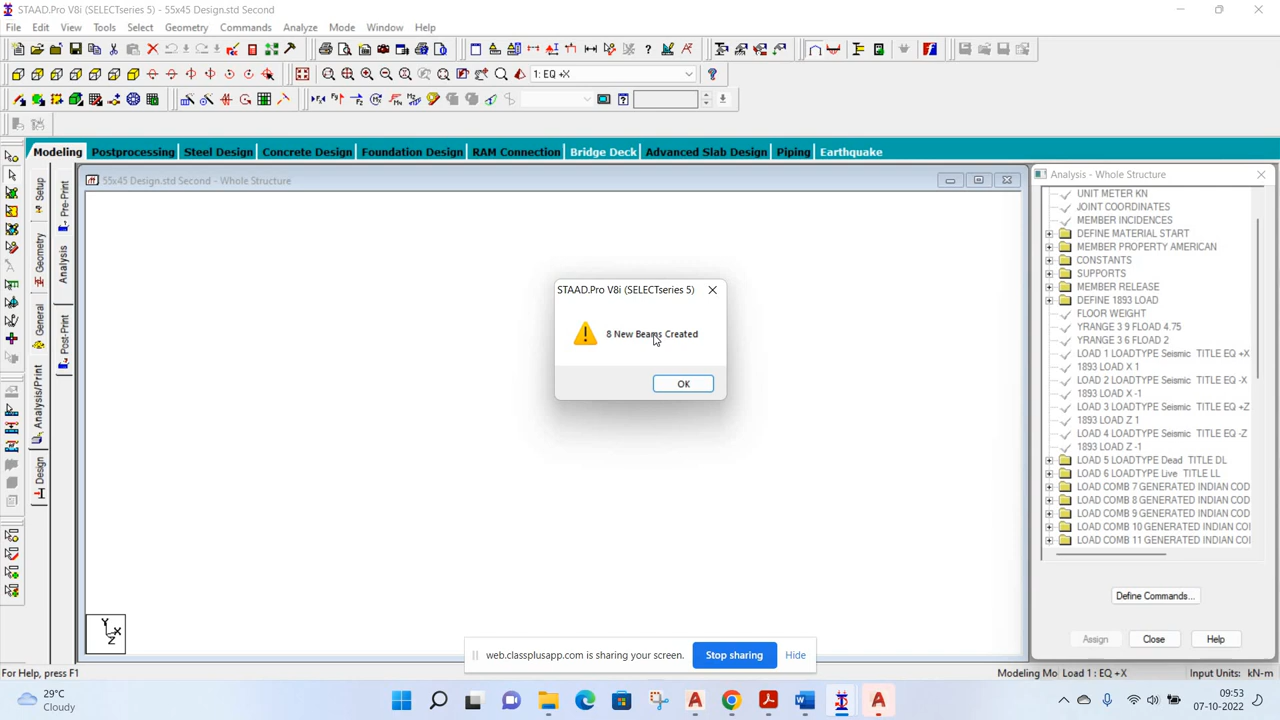 STAAD.Pro V8i (SELECTseries 5) - 55x45 Design.std Second
File Edit View Tools Select Geometry Commands Analyze Mode Window Help
1: EQ +X
Modeling Postprocessing Steel Design Concrete Design Foundation Design RAM Connection Bridge Deck Advanced Slab Design Piping Earthquake
Setup
Geometry
General
Analysis/Print
Design
Pre-Print
Analysis
Post-Print
55x45 Design.std Second - Whole Structure
STAAD.Pro V8i (SELECTseries 5)
8 New Beams Created
OK
Y
X
Z
Analysis - Whole Structure
UNIT METER KN
JOINT COORDINATES
MEMBER INCIDENCES
DEFINE MATERIAL START
MEMBER PROPERTY AMERICAN
CONSTANTS
SUPPORTS
MEMBER RELEASE
DEFINE 1893 LOAD
FLOOR WEIGHT
YRANGE 3 9 FLOAD 4.75
YRANGE 3 6 FLOAD 2
LOAD 1 LOADTYPE Seismic TITLE EQ +X
1893 LOAD X 1
LOAD 2 LOADTYPE Seismic TITLE EQ -X
1893 LOAD X -1
LOAD 3 LOADTYPE Seismic TITLE EQ +Z
1893 LOAD Z 1
LOAD 4 LOADTYPE Seismic TITLE EQ -Z
1893 LOAD Z -1
LOAD 5 LOADTYPE Dead TITLE DL
LOAD 6 LOADTYPE Live TITLE LL
LOAD COMB 7 GENERATED INDIAN COD
LOAD COMB 8 GENERATED INDIAN COD
LOAD COMB 9 GENERATED INDIAN COD
LOAD COMB 10 GENERATED INDIAN COI
LOAD COMB 11 GENERATED INDIAN COI
Define Commands...
Assign Close Help
web.classplusapp.com is sharing your screen. Stop sharing Hide
For Help, press F1
Modeling Mo Load 1 : EQ +X Input Units: kN-m
29°C
Cloudy
09:53
07-10-2022